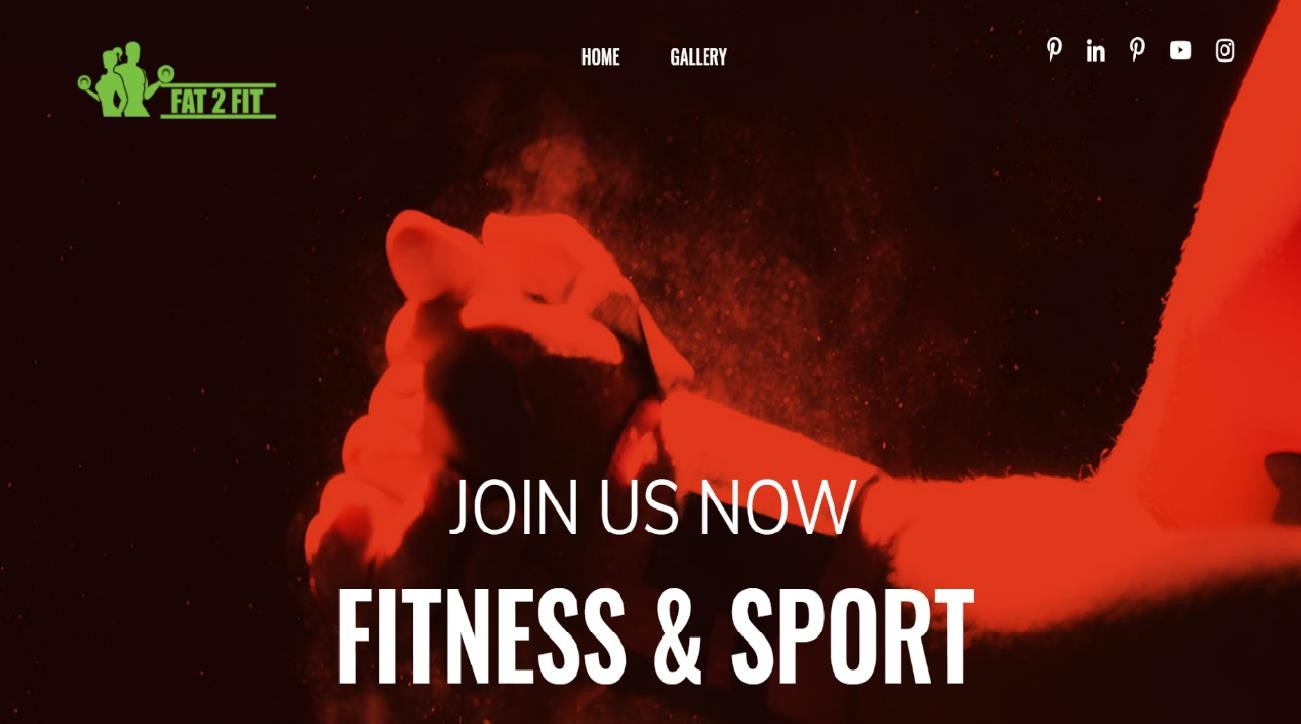 HOME GALLERY
FAT 2 FIT
JOIN US NOW
FITNESS & SPORT